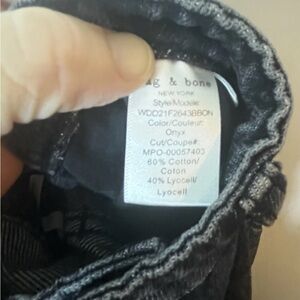 ag & bone
NEW YORK
Style/Modele:
WDD21F2643BBON
Color/Couleur:
Onyx
Cut/Coupe#:
MPO-00057403
60% Cotton/
Coton
40% Lyocell/
Lyocell